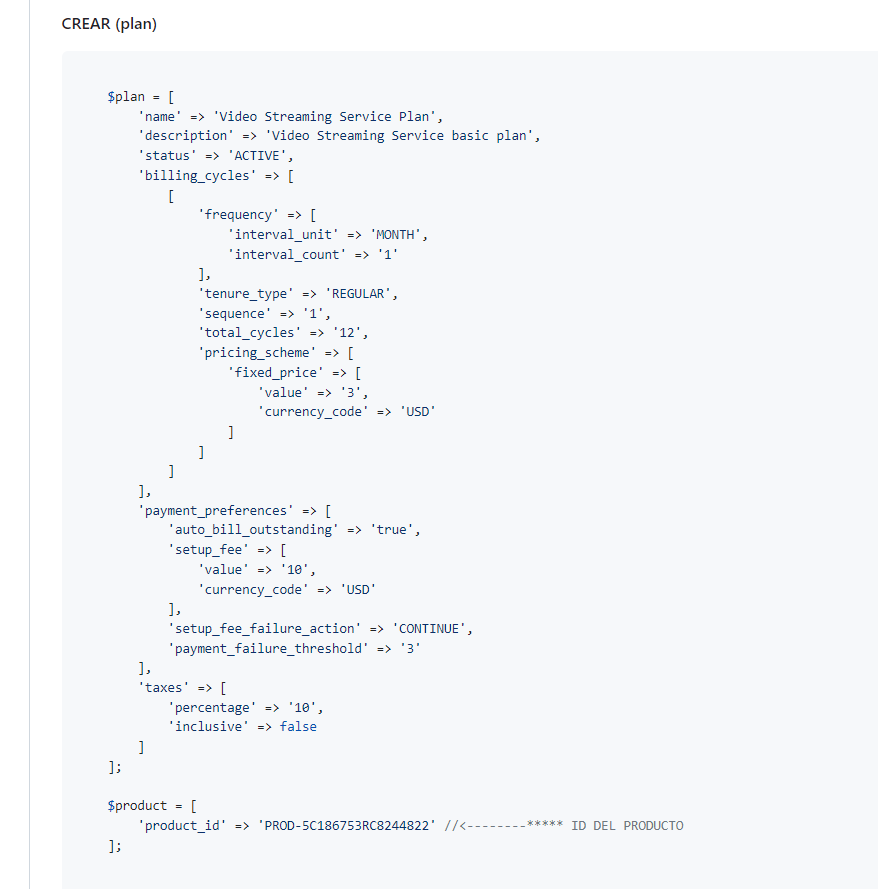 CREAR (plan)
$plan = [
    'name' => 'Video Streaming Service Plan',
    'description' => 'Video Streaming Service basic plan',
    'status' => 'ACTIVE',
    'billing_cycles' => [
        [
            'frequency' => [
                'interval_unit' => 'MONTH',
                'interval_count' => '1'
            ],
            'tenure_type' => 'REGULAR',
            'sequence' => '1',
            'total_cycles' => '12',
            'pricing_scheme' => [
                'fixed_price' => [
                    'value' => '3',
                    'currency_code' => 'USD'
                ]
            ]
        ]
    ],
    'payment_preferences' => [
        'auto_bill_outstanding' => 'true',
        'setup_fee' => [
            'value' => '10',
            'currency_code' => 'USD'
        ],
        'setup_fee_failure_action' => 'CONTINUE',
        'payment_failure_threshold' => '3'
    ],
    'taxes' => [
        'percentage' => '10',
        'inclusive' => false
    ]
];
$product = [
    'product_id' => 'PROD-5C186753RC8244822' //<--------***** ID DEL PRODUCTO
];